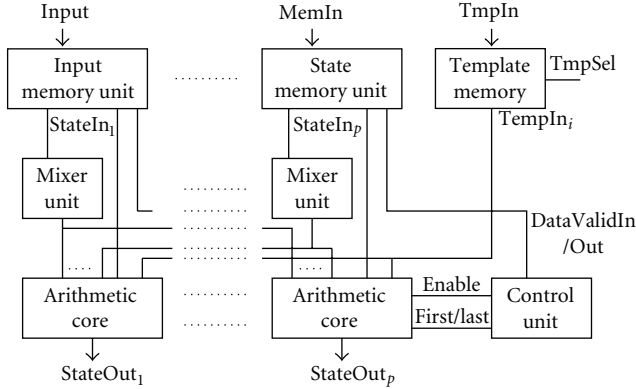 Input
MemIn
TmpIn
Input
memory unit
State
memory unit
Template
memory
TmpSel
StateIn₁
StateInₚ
TempInᵢ
Mixer
unit
Mixer
unit
DataValidIn
/Out
Arithmetic
core
Arithmetic
core
Enable
First/last
Control
unit
StateOut₁
StateOutₚ